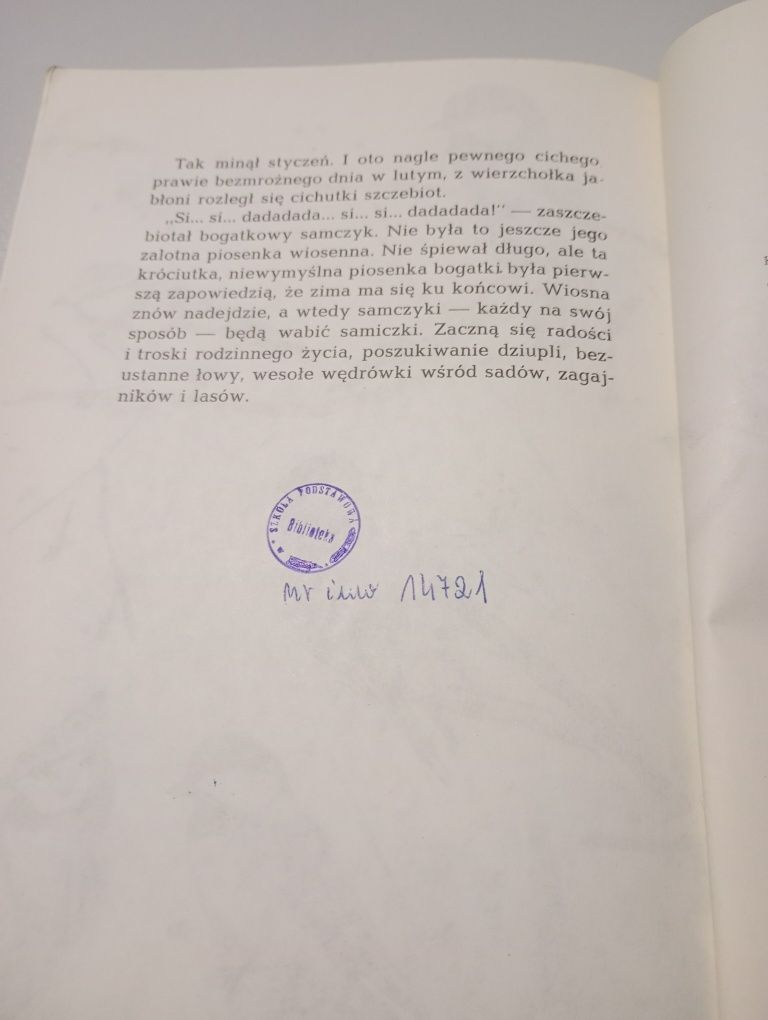 Tak minął styczeń. I oto nagle pewnego cichego,
prawie bezmroźnego dnia w lutym, z wierzchołka ja-
błoni rozległ się cichutki szczebiot.
„Si... si... dadadada... si... si... dadadada!" — zaszcze-
biotał bogatkowy samczyk. Nie była to jeszcze jego
zalotna piosenka wiosenna. Nie śpiewał długo, ale ta
króciutka, niewymyślna piosenka bogatki była pierw-
szą zapowiedzią, że zima ma się ku końcowi. Wiosna
znów nadejdzie, a wtedy samczyki — każdy na swój
sposób — będą wabić samiczki. Zaczną się radości
i troski rodzinnego życia, poszukiwanie dziupli, bez-
ustanne łowy, wesołe wędrówki wśród sadów, zagaj-
ników i lasów.
SZKOŁA PODSTAWOWA
Biblioteka
w
nr inw 14721